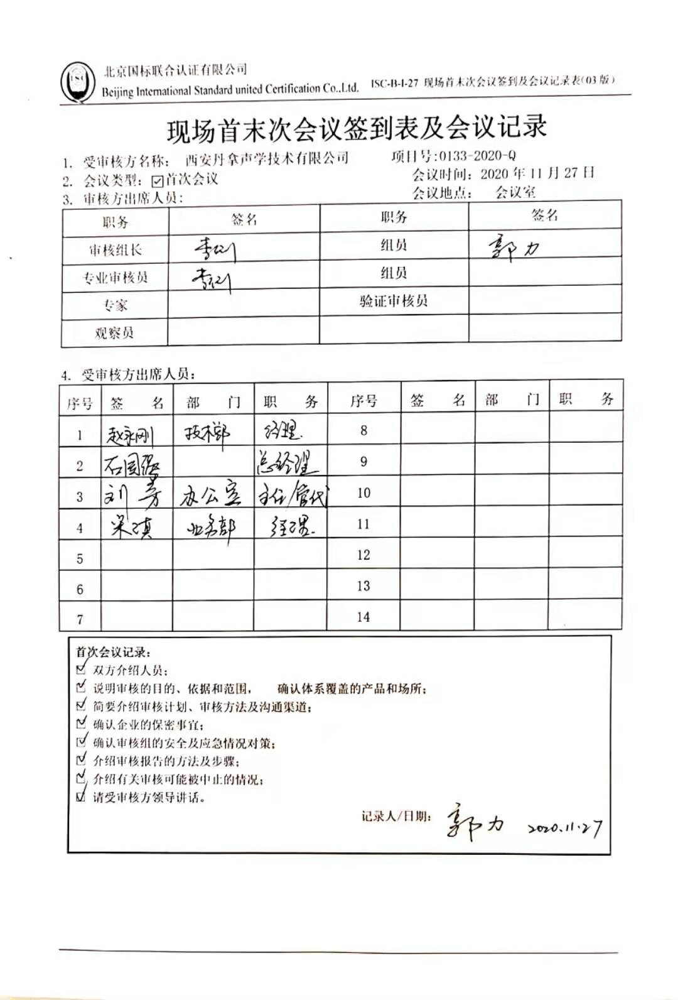 ISC
北京国标联合认证有限公司
Beijing International Standard united Certification Co.,Ltd. ISC-B-I-27 现场首末次会议签到及会议记录表(03版)
现场首末次会议签到表及会议记录
1. 受审核方名称: 西安丹拿声学技术有限公司 项目号:0133-2020-Q
2. 会议类型: ☑首次会议 会议时间: 2020 年 11 月 27 日
3. 审核方出席人员: 会议地点: 会议室
职务 签名 职务 签名
审核组长 组员 郭力
专业审核员 组员
专家 验证审核员
观察员
4. 受审核方出席人员:
序号 签 名 部 门 职 务 序号 签 名 部 门 职 务
1 赵永刚 技术部 经理. 8
2 石国强 总经理 9
3 刘芳 办公室 主任/管代 10
4 业务部 经理. 11
5 12
6 13
7 14
首次会议记录:
☑ 双方介绍人员;
☑ 说明审核的目的、依据和范围, 确认体系覆盖的产品和场所;
☑ 简要介绍审核计划、审核方法及沟通渠道;
☑ 确认企业的保密事宜;
☑ 确认审核组的安全及应急情况对策;
☑ 介绍审核报告的方法及步骤;
☑ 介绍有关审核可能被中止的情况;
☑ 请受审核方领导讲话。
记录人/日期: 郭力 2020.11.27